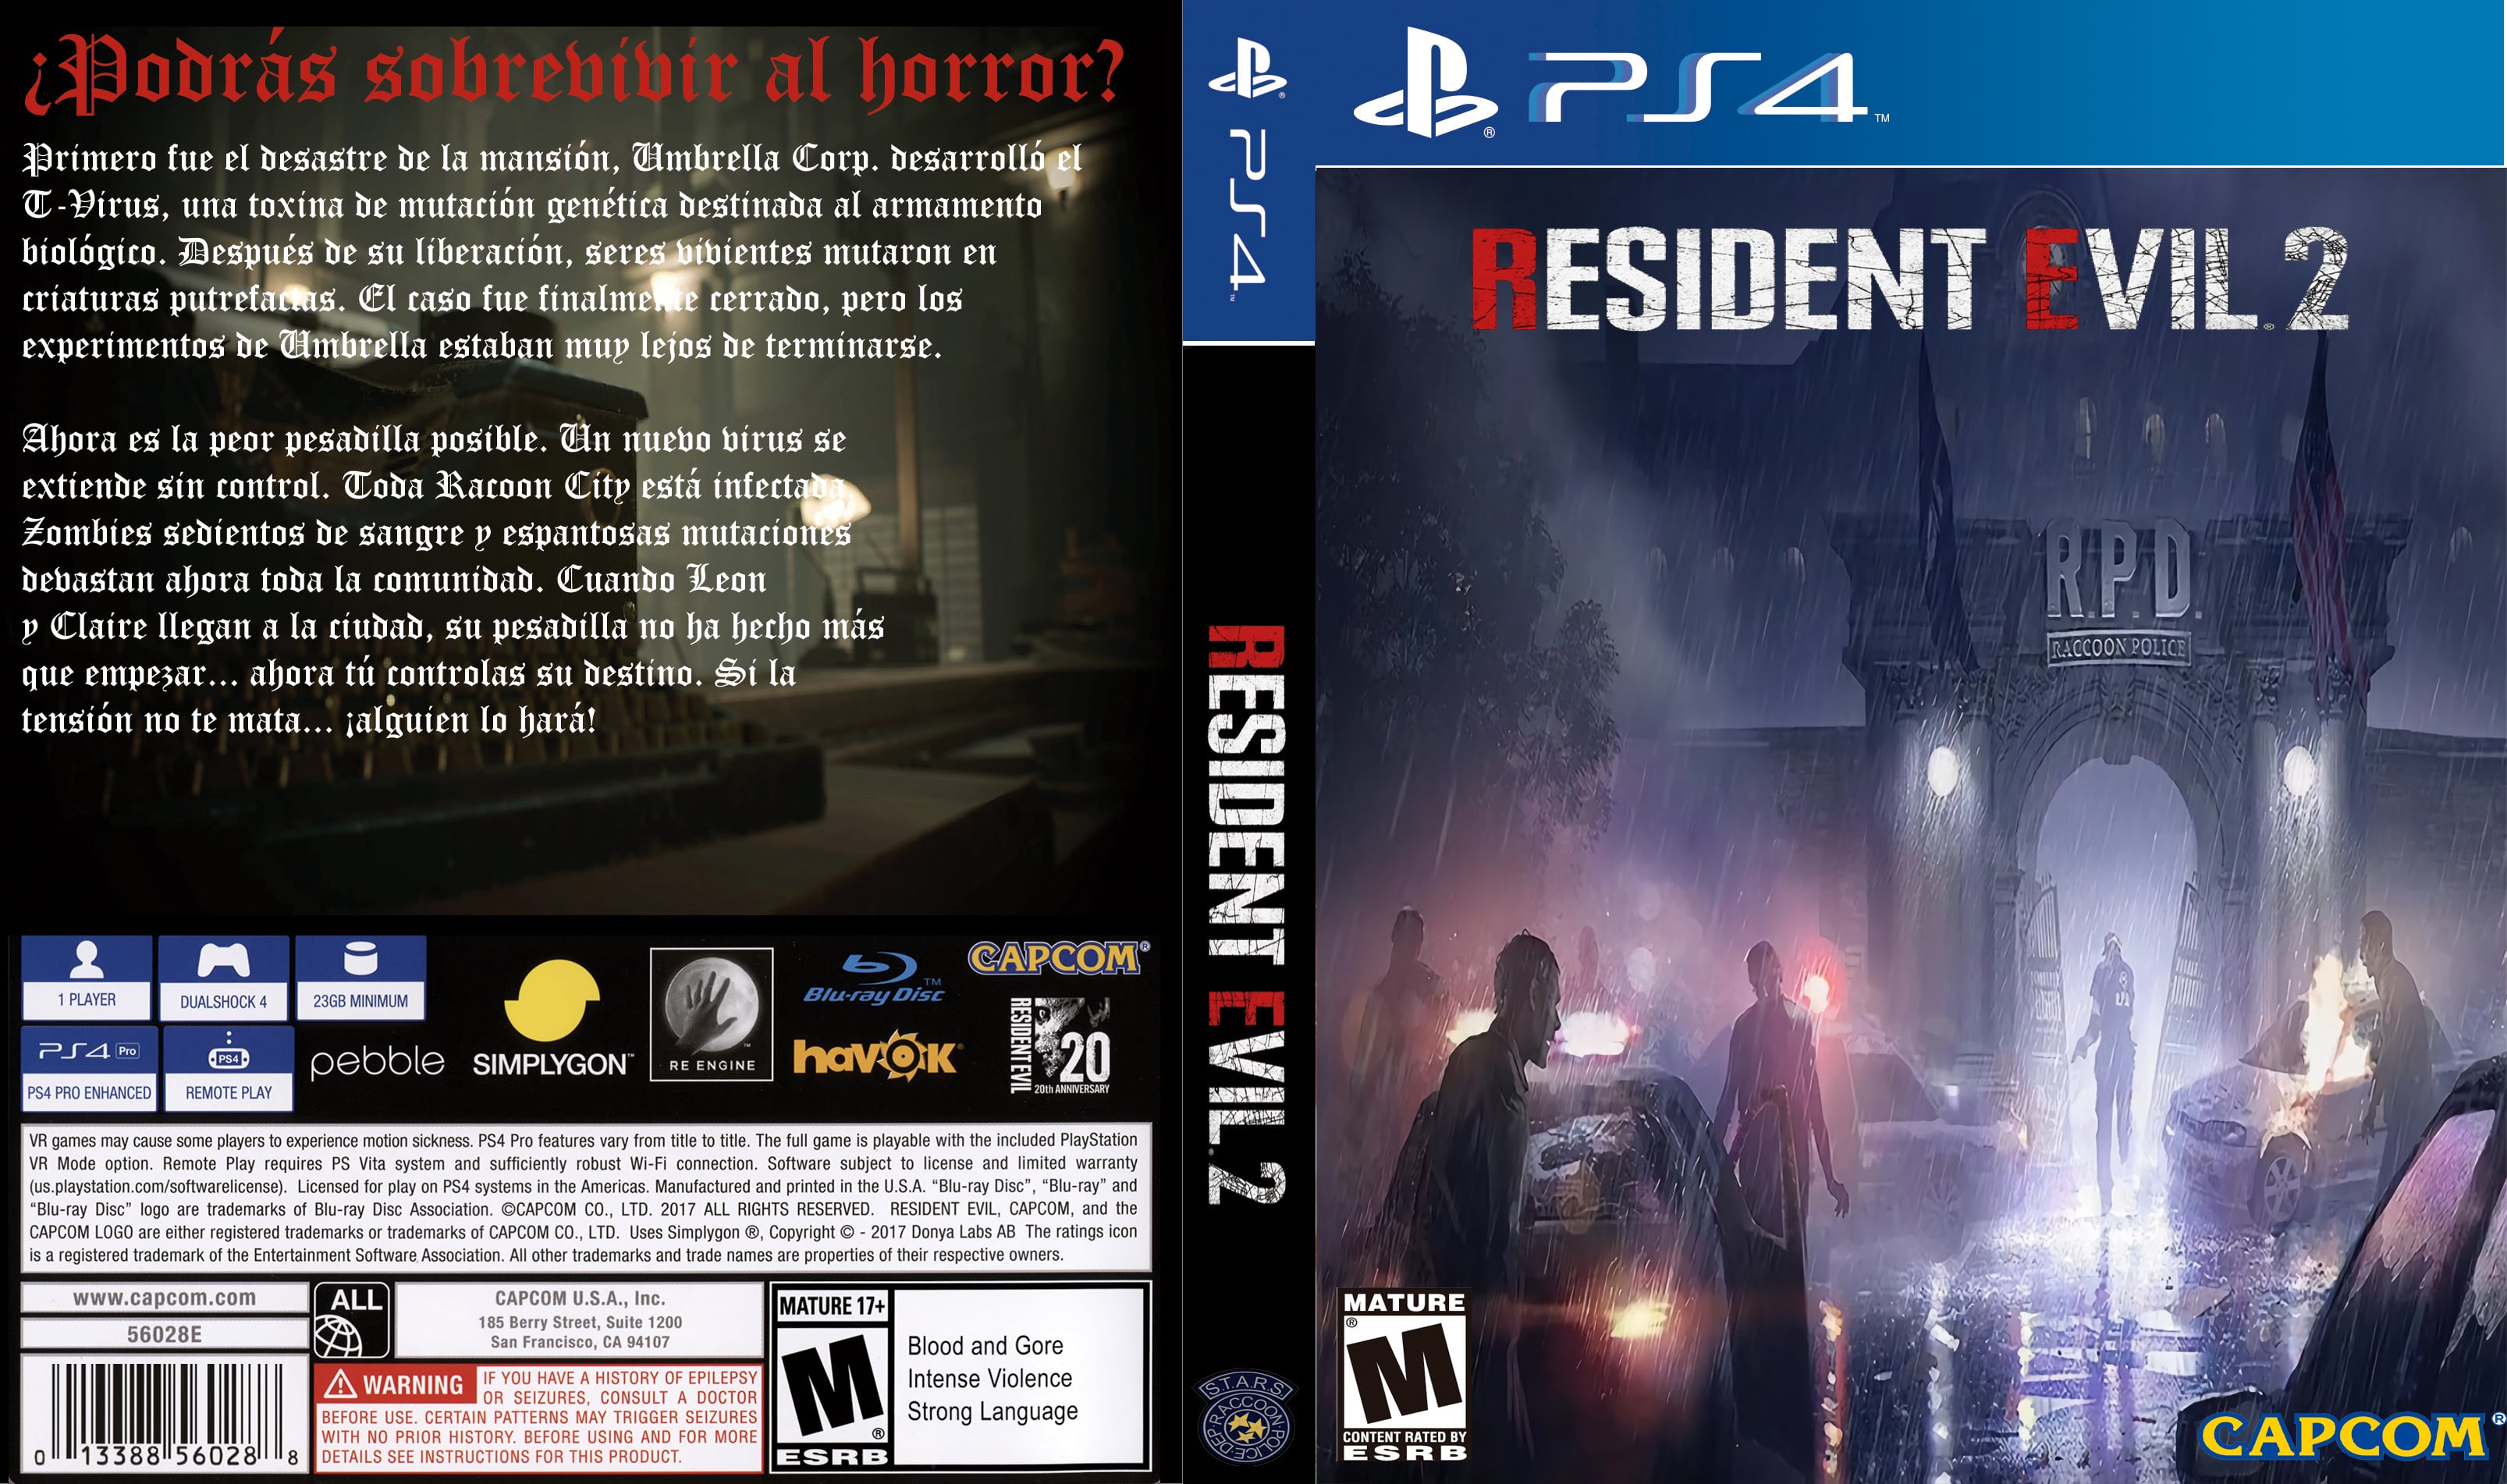 ¿Podrás sobrevivir al horror?
Primero fue el desastre de la mansión, Umbrella Corp. desarrolló el
T-Virus, una toxina de mutación genética destinada al armamento
biológico. Después de su liberación, seres vivientes mutaron en
criaturas putrefactas. El caso fue finalmente cerrado, pero los
experimentos de Umbrella estaban muy lejos de terminarse.
Ahora es la peor pesadilla posible. Un nuevo virus se
extiende sin control. Toda Racoon City está infectada.
Zombies sedientos de sangre y espantosas mutaciones
devastan ahora toda la comunidad. Cuando Leon
y Claire llegan a la ciudad, su pesadilla no ha hecho más
que empezar... ahora tú controlas su destino. Si la
tensión no te mata... ¡alguien lo hará!
1 PLAYER
DUALSHOCK 4
23GB MINIMUM
PS4 Pro
PS4 PRO ENHANCED
PS4
REMOTE PLAY
pebble
SIMPLYGON™
RE ENGINE™
Blu-ray Disc™
havok®
CAPCOM®
RESIDENT EVIL
20
20th ANNIVERSARY
VR games may cause some players to experience motion sickness. PS4 Pro features vary from title to title. The full game is playable with the included PlayStation
VR Mode option. Remote Play requires PS Vita system and sufficiently robust Wi-Fi connection. Software subject to license and limited warranty
(us.playstation.com/softwarelicense). Licensed for play on PS4 systems in the Americas. Manufactured and printed in the U.S.A. “Blu-ray Disc”, “Blu-ray” and
“Blu-ray Disc” logo are trademarks of Blu-ray Disc Association. ©CAPCOM CO., LTD. 2017 ALL RIGHTS RESERVED. RESIDENT EVIL, CAPCOM, and the
CAPCOM LOGO are either registered trademarks or trademarks of CAPCOM CO., LTD. Uses Simplygon ®, Copyright © - 2017 Donya Labs AB The ratings icon
is a registered trademark of the Entertainment Software Association. All other trademarks and trade names are properties of their respective owners.
www.capcom.com
56028E
ALL
CAPCOM U.S.A., Inc.
185 Berry Street, Suite 1200
San Francisco, CA 94107
0 13388 56028 8
WARNING
IF YOU HAVE A HISTORY OF EPILEPSY
OR SEIZURES, CONSULT A DOCTOR
BEFORE USE. CERTAIN PATTERNS MAY TRIGGER SEIZURES
WITH NO PRIOR HISTORY. BEFORE USING AND FOR MORE
DETAILS SEE INSTRUCTIONS FOR THIS PRODUCT.
MATURE 17+
M®
ESRB
Blood and Gore
Intense Violence
Strong Language
PS4™
RESIDENT EVIL 2
S.T.A.R.S.
RACCOON POLICE DEPT.
PS4™
RESIDENT EVIL® 2
R.P.D.
RACCOON POLICE
MATURE
M®
CONTENT RATED BY
ESRB
CAPCOM®